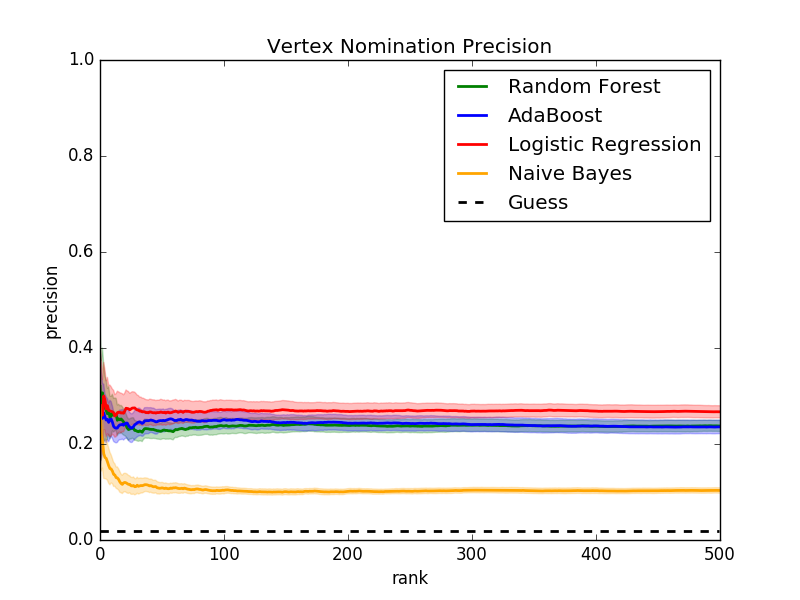 Vertex Nomination Precision
1.0
0.8
0.6
0.4
0.2
0.0
precision
Random Forest
AdaBoost
Logistic Regression
Naive Bayes
Guess
0 100 200 300 400 500
rank